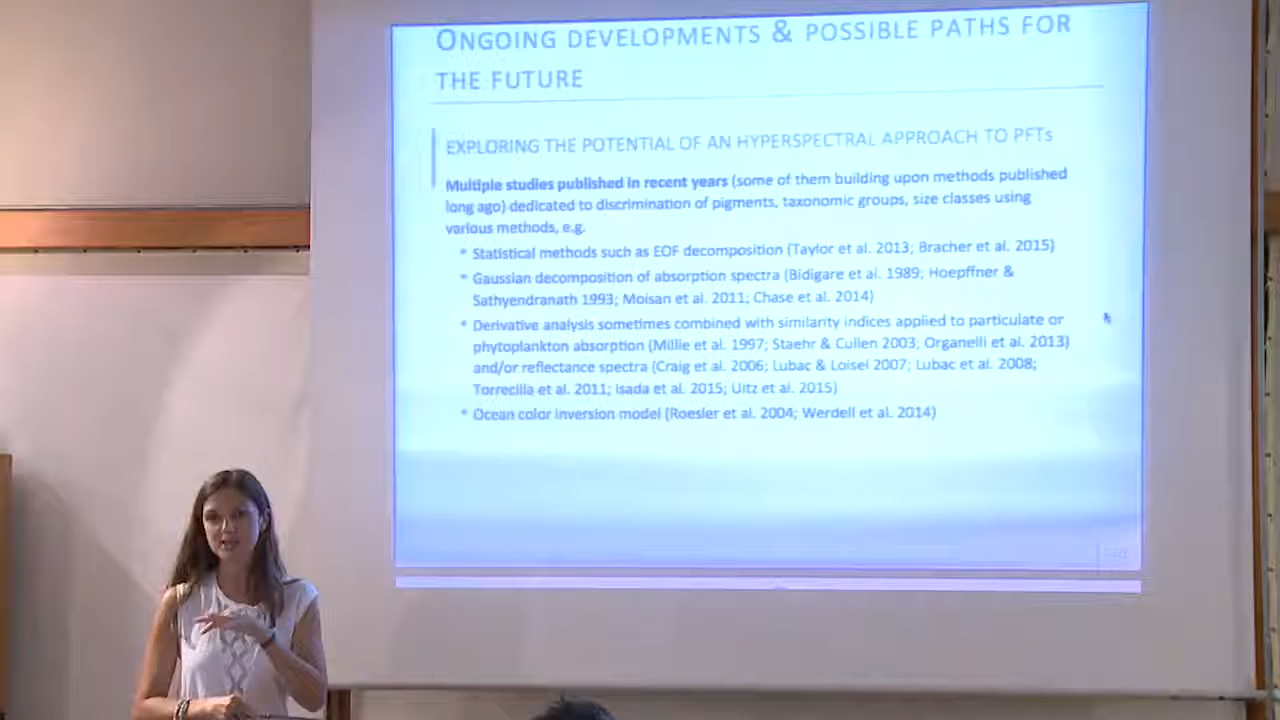 ONGOING DEVELOPMENTS & POSSIBLE PATHS FOR
THE FUTURE
EXPLORING THE POTENTIAL OF AN HYPERSPECTRAL APPROACH TO PFTs
Multiple studies published in recent years (some of them building upon methods published
long ago) dedicated to discrimination of pigments, taxonomic groups, size classes using
various methods, e.g.
* Statistical methods such as EOF decomposition (Taylor et al. 2013; Bracher et al. 2015)
* Gaussian decomposition of absorption spectra (Bidigare et al. 1989; Hoepffner &
Sathyendranath 1993; Moisan et al. 2011; Chase et al. 2014)
* Derivative analysis sometimes combined with similarity indices applied to particulate or
phytoplankton absorption (Millie et al. 1997; Staehr & Cullen 2003; Organelli et al. 2013)
and/or reflectance spectra (Craig et al. 2006; Lubac & Loisel 2007; Lubac et al. 2008;
Torrecilla et al. 2011; Isada et al. 2015; Uitz et al. 2015)
* Ocean color inversion model (Roesler et al. 2004; Werdell et al. 2014)